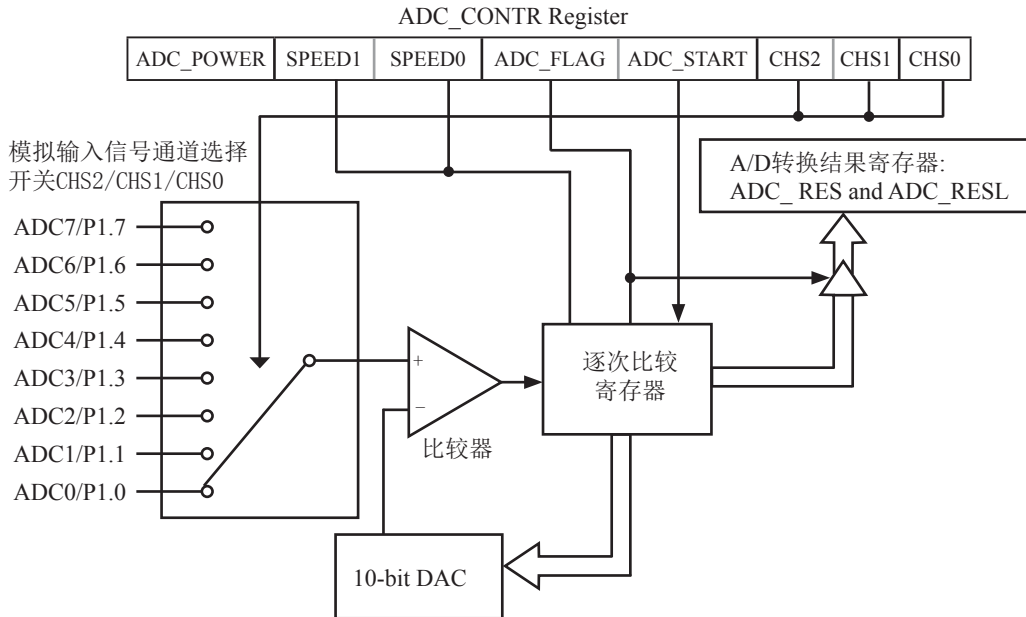 ADC_CONTR Register
ADC_POWER SPEED1 SPEED0 ADC_FLAG ADC_START CHS2 CHS1 CHS0
模拟输入信号通道选择
开关CHS2/CHS1/CHS0
A/D转换结果寄存器:
ADC_ RES and ADC_RESL
ADC7/P1.7
ADC6/P1.6
ADC5/P1.5
ADC4/P1.4
ADC3/P1.3
ADC2/P1.2
ADC1/P1.1
ADC0/P1.0
+
−
比较器
逐次比较
寄存器
10-bit DAC